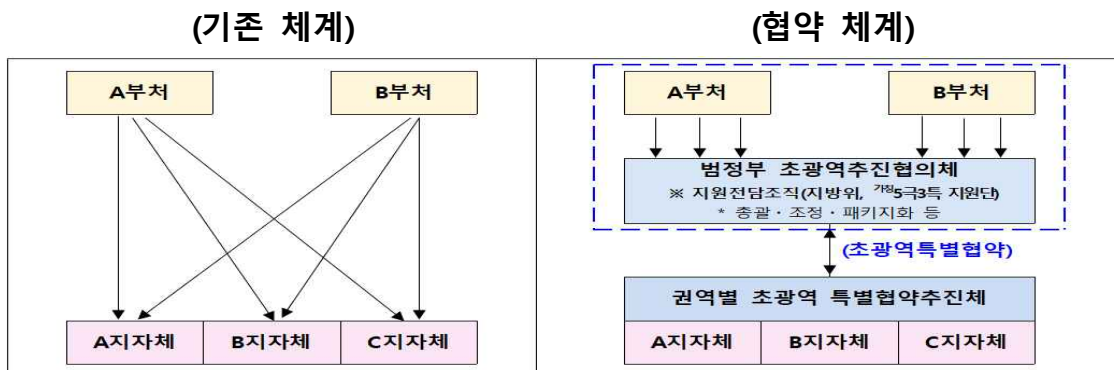 (기존 체계)
(협약 체계)
A부처
B부처
A지자체
B지자체
C지자체
A부처
B부처
범정부 초광역추진협의체
※ 지원전담조직(지방위, 가칭5극3특 지원단)
* 총괄·조정·패키지화 등
(초광역특별협약)
권역별 초광역 특별협약추진체
A지자체
B지자체
C지자체